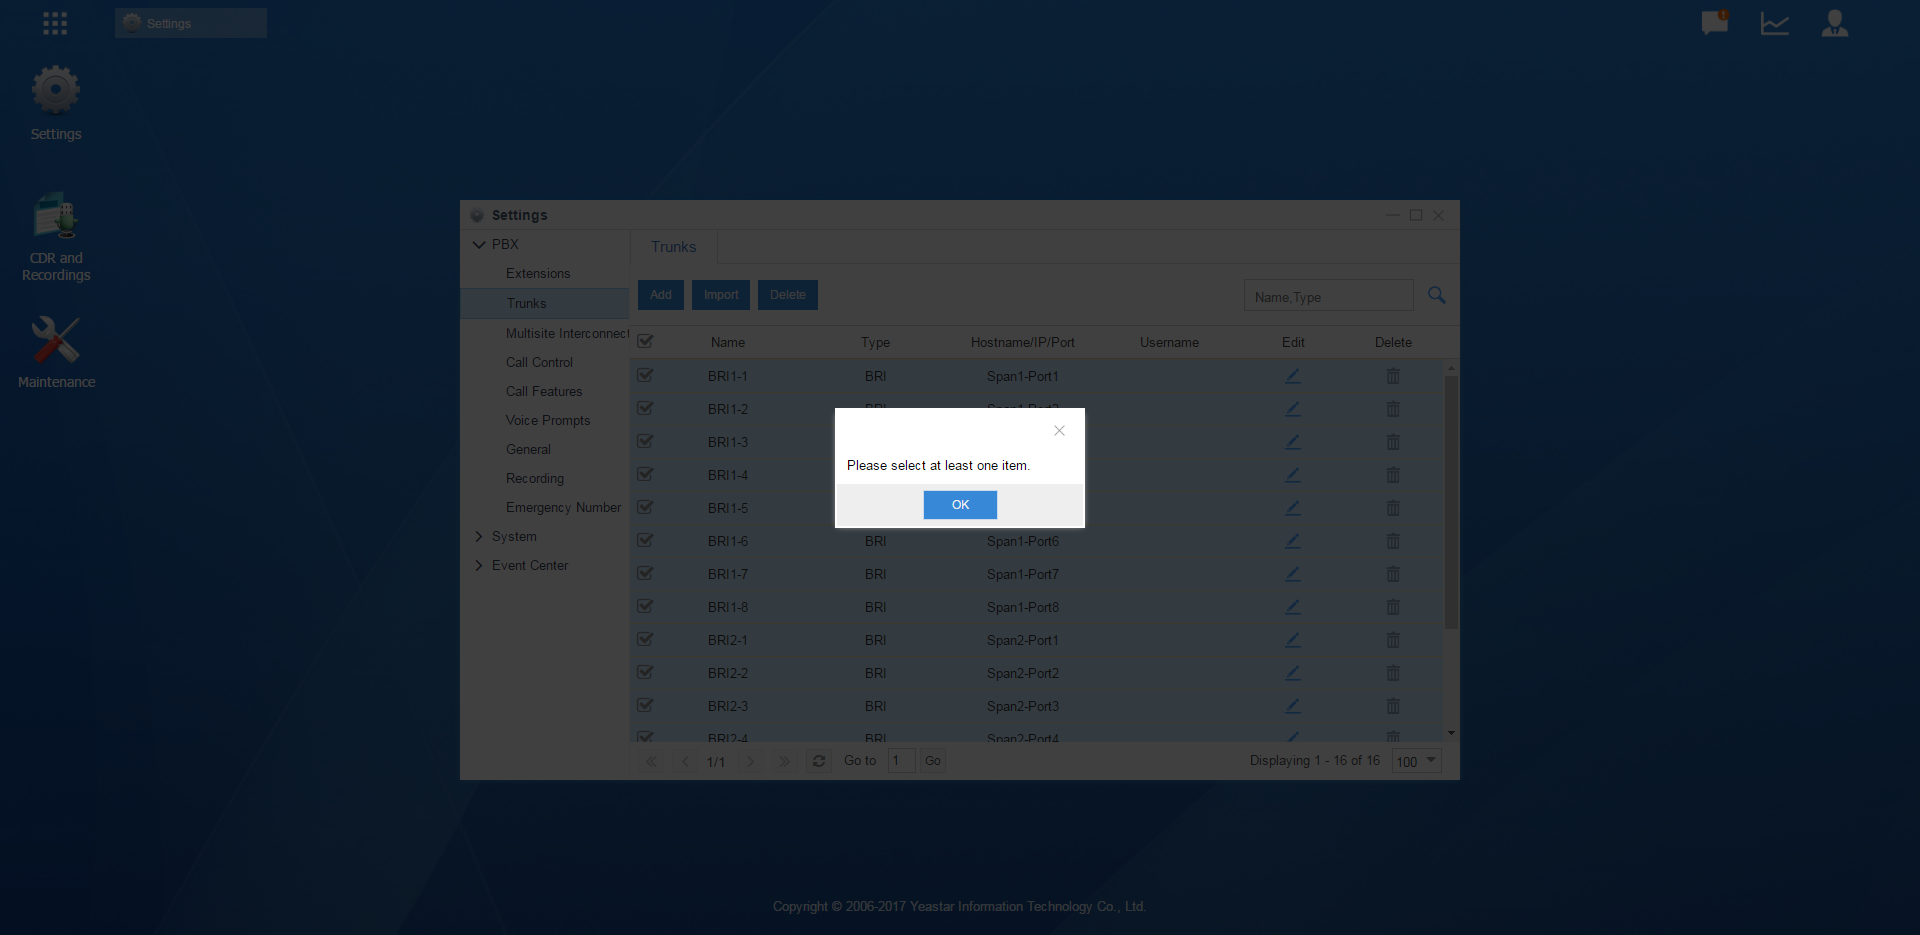 Settings
Settings
CDR and
Recordings
Maintenance
Settings
PBX
Extensions
Trunks
Multisite Interconnect
Call Control
Call Features
Voice Prompts
General
Recording
Emergency Number
System
Event Center
Trunks
Add Import Delete Name,Type
Name Type Hostname/IP/Port Username Edit Delete
BRI1-1 BRI Span1-Port1
BRI1-2 BRI Span1-Port2
BRI1-3
BRI1-4
BRI1-5
BRI1-6 BRI Span1-Port6
BRI1-7 BRI Span1-Port7
BRI1-8 BRI Span1-Port8
BRI2-1 BRI Span2-Port1
BRI2-2 BRI Span2-Port2
BRI2-3 BRI Span2-Port3
BRI2-4 BRI Span2-Port4
1/1 Go to 1 Go Displaying 1 - 16 of 16 100
Please select at least one item.
OK
Copyright © 2006-2017 Yeastar Information Technology Co., Ltd.